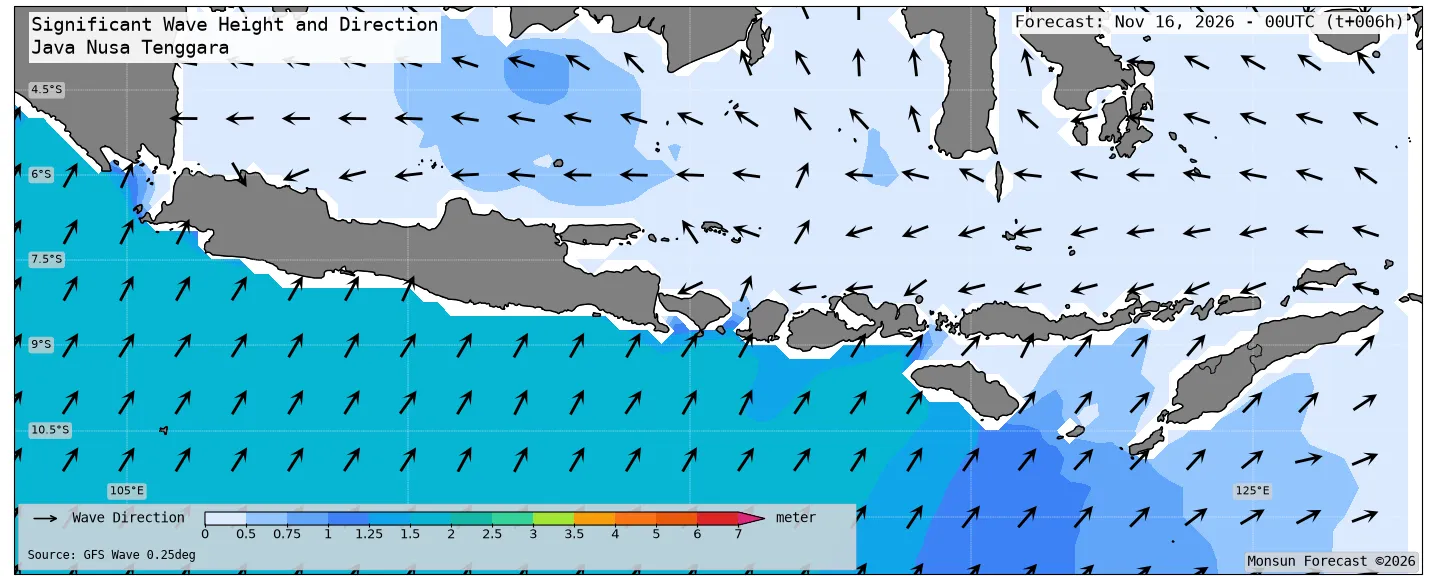 Significant Wave Height and Direction
Java Nusa Tenggara
Forecast: Nov 16, 2026 - 00UTC (t+006h)
4.5°S
6°S
7.5°S
9°S
10.5°S
105°E
125°E
Wave Direction
0 0.5 0.75 1 1.25 1.5 2 2.5 3 3.5 4 5 6 7
meter
Source: GFS Wave 0.25deg
Monsun Forecast ©2026